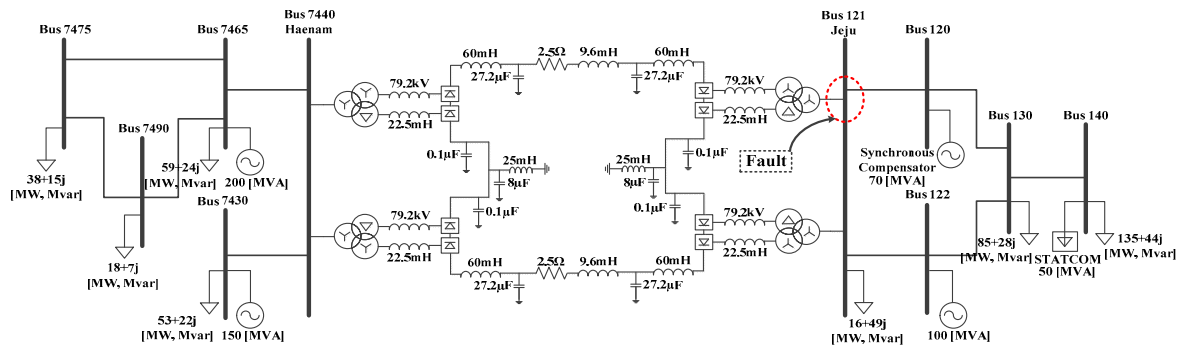 Bus 7475
Bus 7465
Bus 7440
Haenam
Bus 7490
38+15j
[MW, Mvar]
18+7j
[MW, Mvar]
59+24j
[MW, Mvar]
200 [MVA]
Bus 7430
53+22j
[MW, Mvar]
150 [MVA]
60mH
2.5Ω
9.6mH
60mH
27.2µF
27.2µF
79.2kV
22.5mH
0.1µF
25mH
8µF
0.1µF
79.2kV
22.5mH
60mH
2.5Ω
9.6mH
60mH
27.2µF
27.2µF
79.2kV
22.5mH
0.1µF
25mH
8µF
0.1µF
79.2kV
22.5mH
Bus 121
Jeju
Fault
Bus 120
Synchronous
Compensator
70 [MVA]
Bus 122
16+49j
[MW, Mvar]
100 [MVA]
Bus 130
85+28j
[MW, Mvar]
Bus 140
STATCOM
50 [MVA]
135+44j
[MW, Mvar]